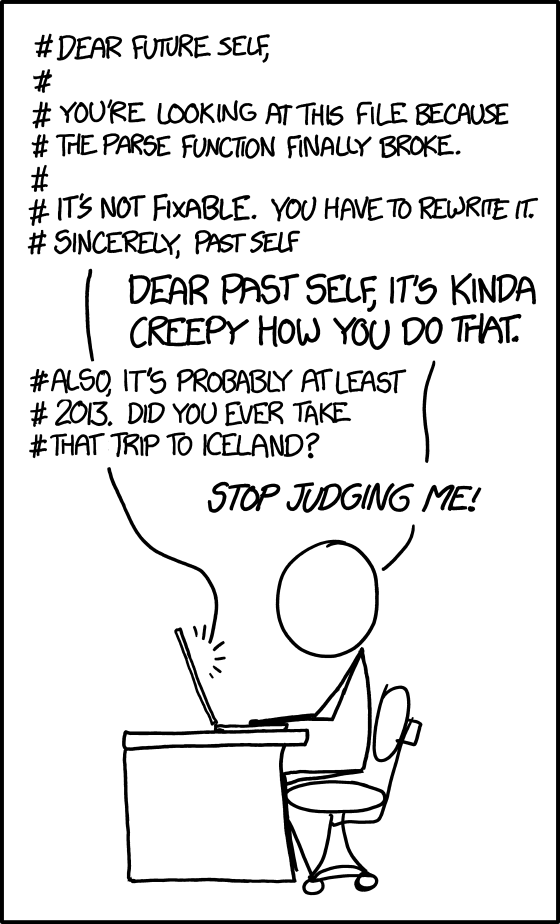 # DEAR FUTURE SELF,
#
# YOU'RE LOOKING AT THIS FILE BECAUSE
# THE PARSE FUNCTION FINALLY BROKE.
#
# IT'S NOT FIXABLE. YOU HAVE TO REWRITE IT.
# SINCERELY, PAST SELF
DEAR PAST SELF, IT'S KINDA
CREEPY HOW YOU DO THAT.
# ALSO, IT'S PROBABLY AT LEAST
# 2013. DID YOU EVER TAKE
# THAT TRIP TO ICELAND?
STOP JUDGING ME!